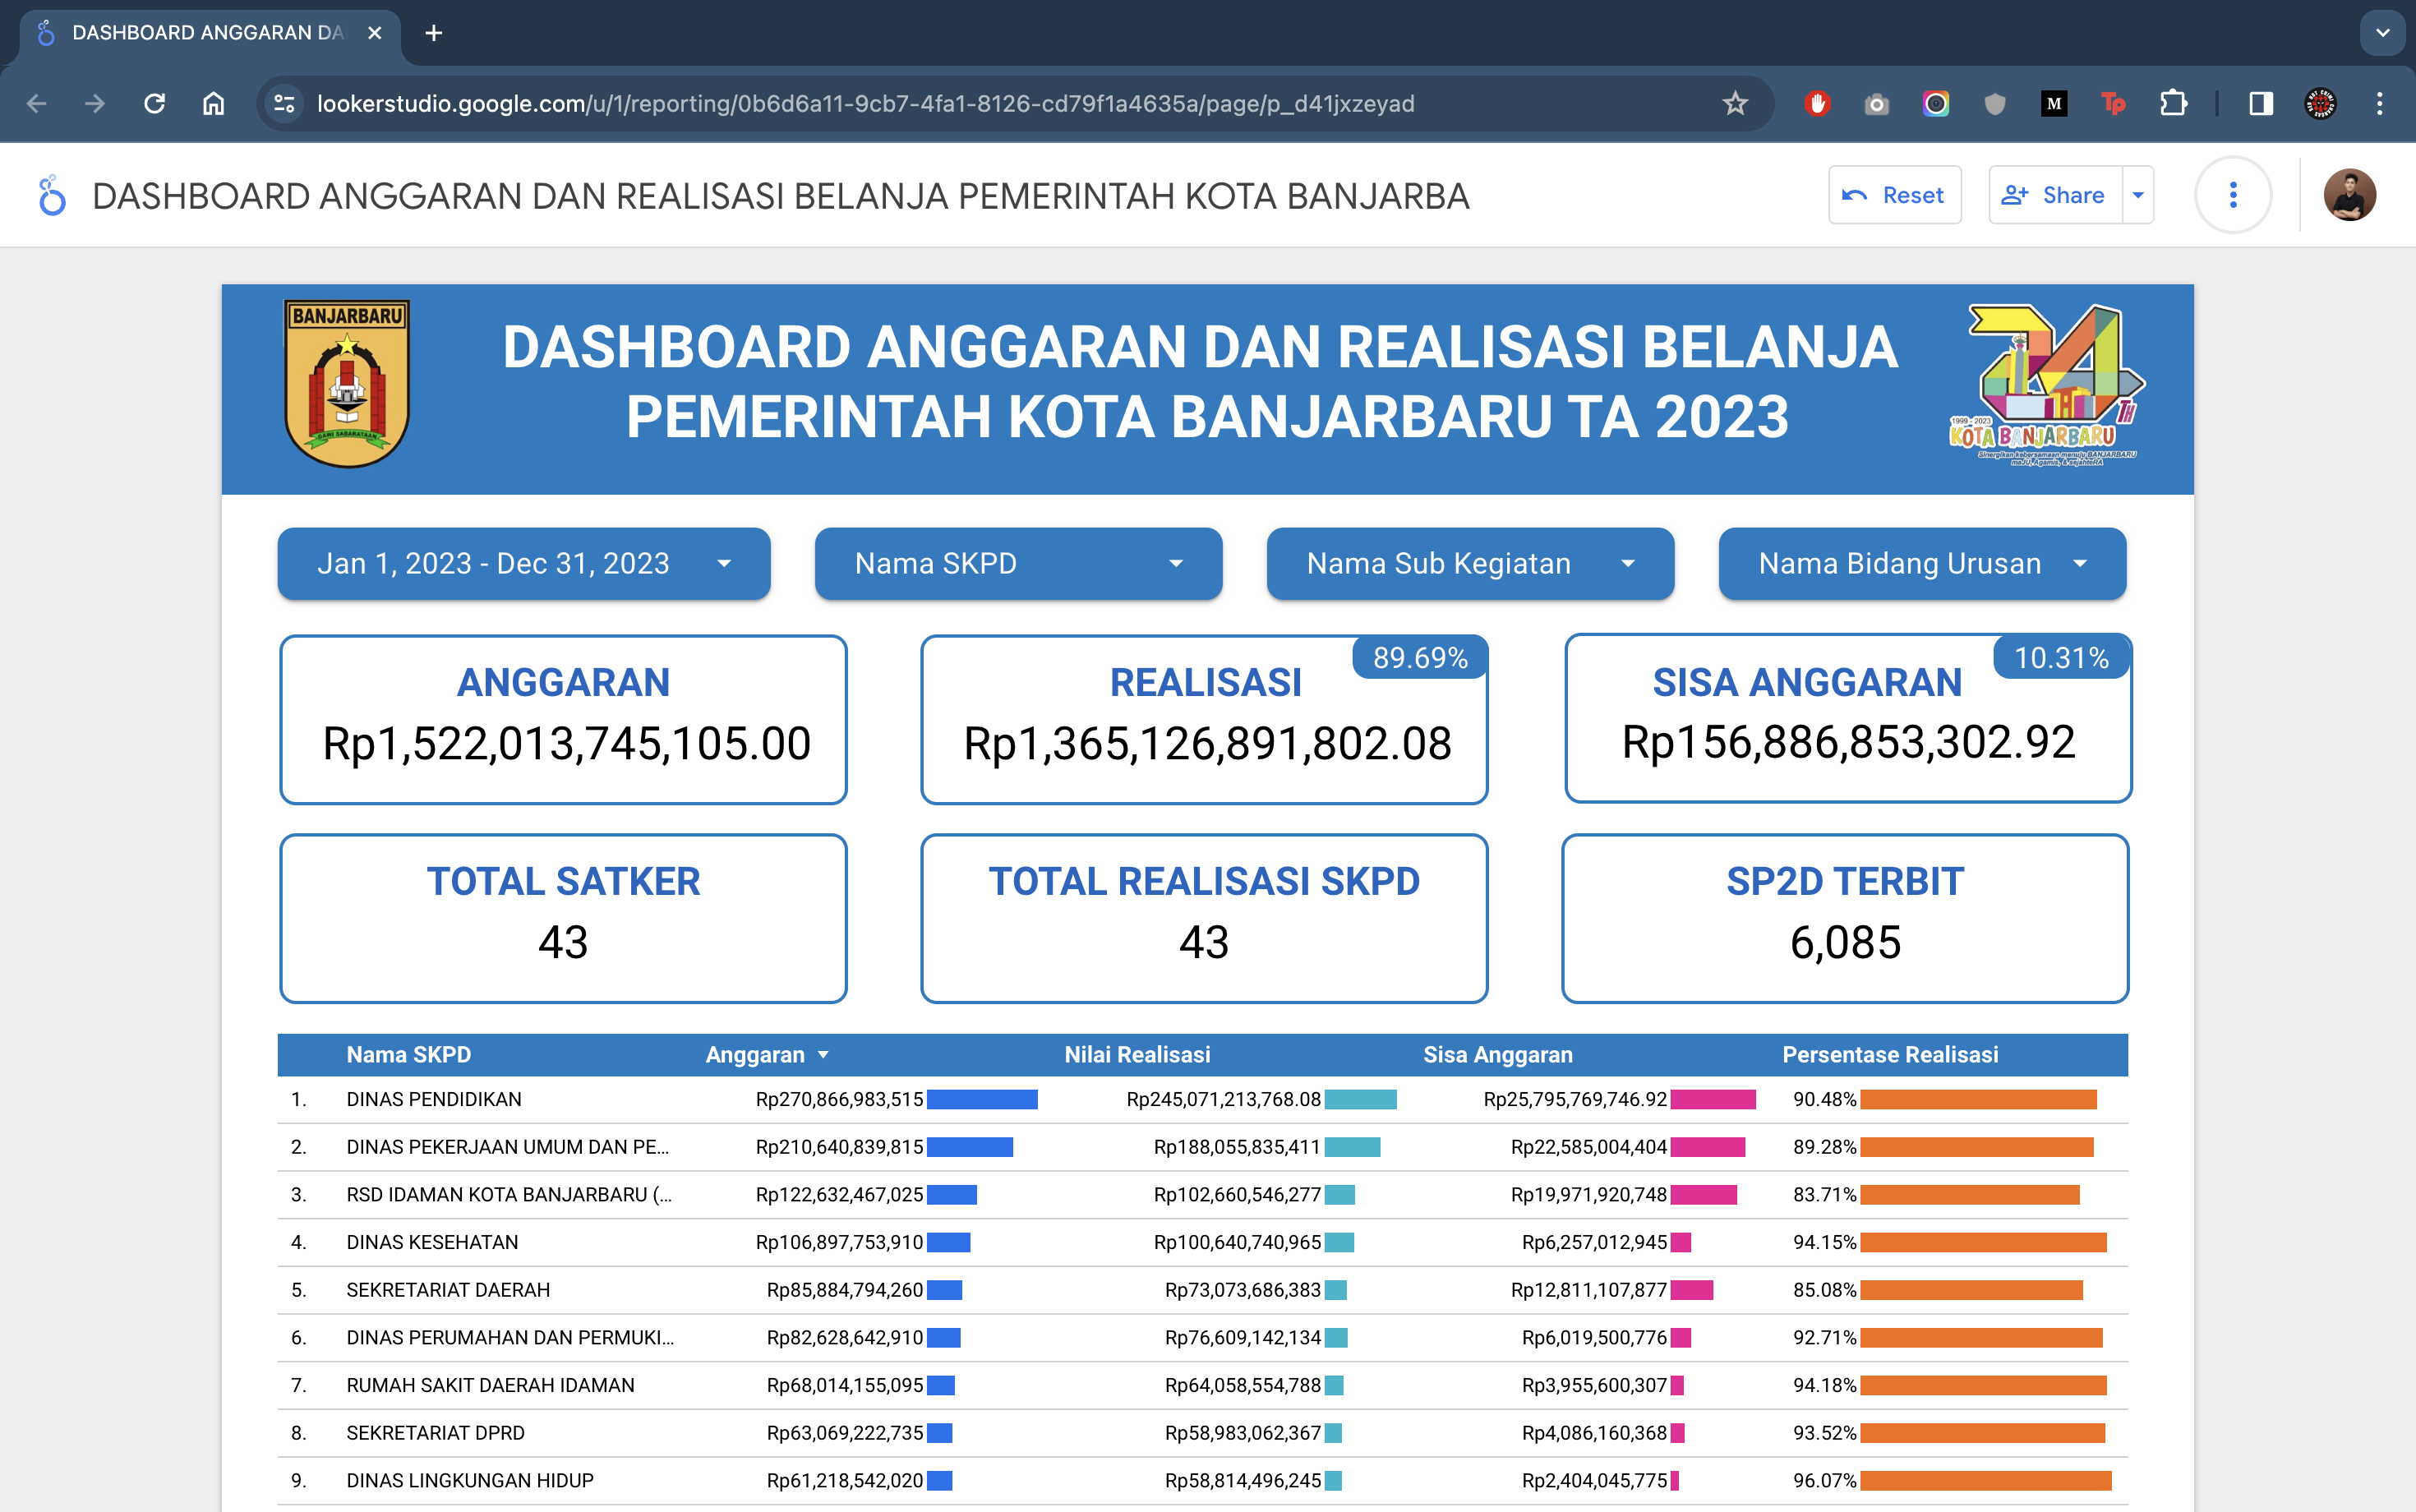 DASHBOARD ANGGARAN DA
lookerstudio.google.com/u/1/reporting/0b6d6a11-9cb7-4fa1-8126-cd79f1a4635a/page/p_d41jxzeyad
M
Tp
DASHBOARD ANGGARAN DAN REALISASI BELANJA PEMERINTAH KOTA BANJARBA
Reset
Share
BANJARBARU
GAWI SABARATAAN
DASHBOARD ANGGARAN DAN REALISASI BELANJA
PEMERINTAH KOTA BANJARBARU TA 2023
24
TH
1999 - 2023
KOTA BANJARBARU
Sinergitas kebersamaan menuju BANJARBARU
maJU, Agamis, & sejahteRA
Jan 1, 2023 - Dec 31, 2023
Nama SKPD
Nama Sub Kegiatan
Nama Bidang Urusan
ANGGARAN
Rp1,522,013,745,105.00
REALISASI
89.69%
Rp1,365,126,891,802.08
SISA ANGGARAN
10.31%
Rp156,886,853,302.92
TOTAL SATKER
43
TOTAL REALISASI SKPD
43
SP2D TERBIT
6,085
Nama SKPD Anggaran Nilai Realisasi Sisa Anggaran Persentase Realisasi
1. DINAS PENDIDIKAN Rp270,866,983,515 Rp245,071,213,768.08 Rp25,795,769,746.92 90.48%
2. DINAS PEKERJAAN UMUM DAN PE... Rp210,640,839,815 Rp188,055,835,411 Rp22,585,004,404 89.28%
3. RSD IDAMAN KOTA BANJARBARU (... Rp122,632,467,025 Rp102,660,546,277 Rp19,971,920,748 83.71%
4. DINAS KESEHATAN Rp106,897,753,910 Rp100,640,740,965 Rp6,257,012,945 94.15%
5. SEKRETARIAT DAERAH Rp85,884,794,260 Rp73,073,686,383 Rp12,811,107,877 85.08%
6. DINAS PERUMAHAN DAN PERMUKI... Rp82,628,642,910 Rp76,609,142,134 Rp6,019,500,776 92.71%
7. RUMAH SAKIT DAERAH IDAMAN Rp68,014,155,095 Rp64,058,554,788 Rp3,955,600,307 94.18%
8. SEKRETARIAT DPRD Rp63,069,222,735 Rp58,983,062,367 Rp4,086,160,368 93.52%
9. DINAS LINGKUNGAN HIDUP Rp61,218,542,020 Rp58,814,496,245 Rp2,404,045,775 96.07%